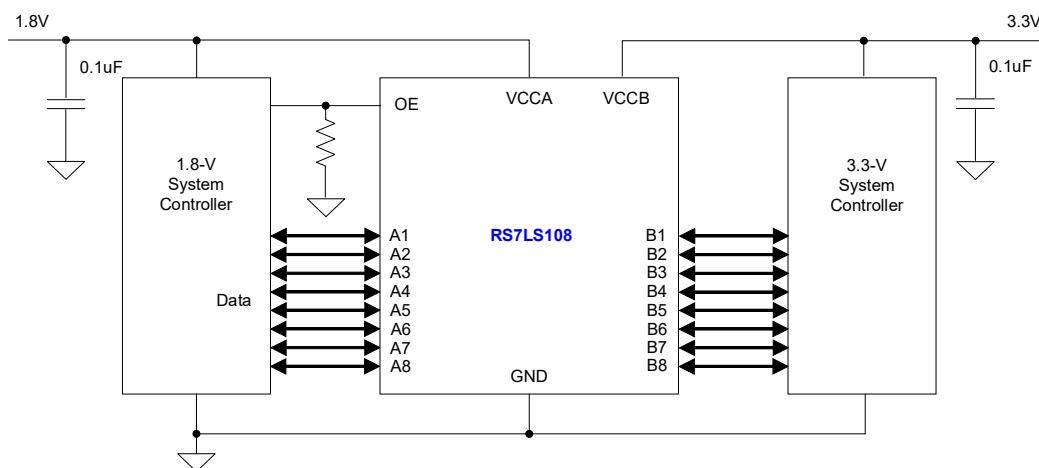 1.8V
3.3V
0.1uF
0.1uF
OE
VCCA
VCCB
1.8-V
System
Controller
3.3-V
System
Controller
RS7LS108
Data
A1
A2
A3
A4
A5
A6
A7
A8
B1
B2
B3
B4
B5
B6
B7
B8
GND